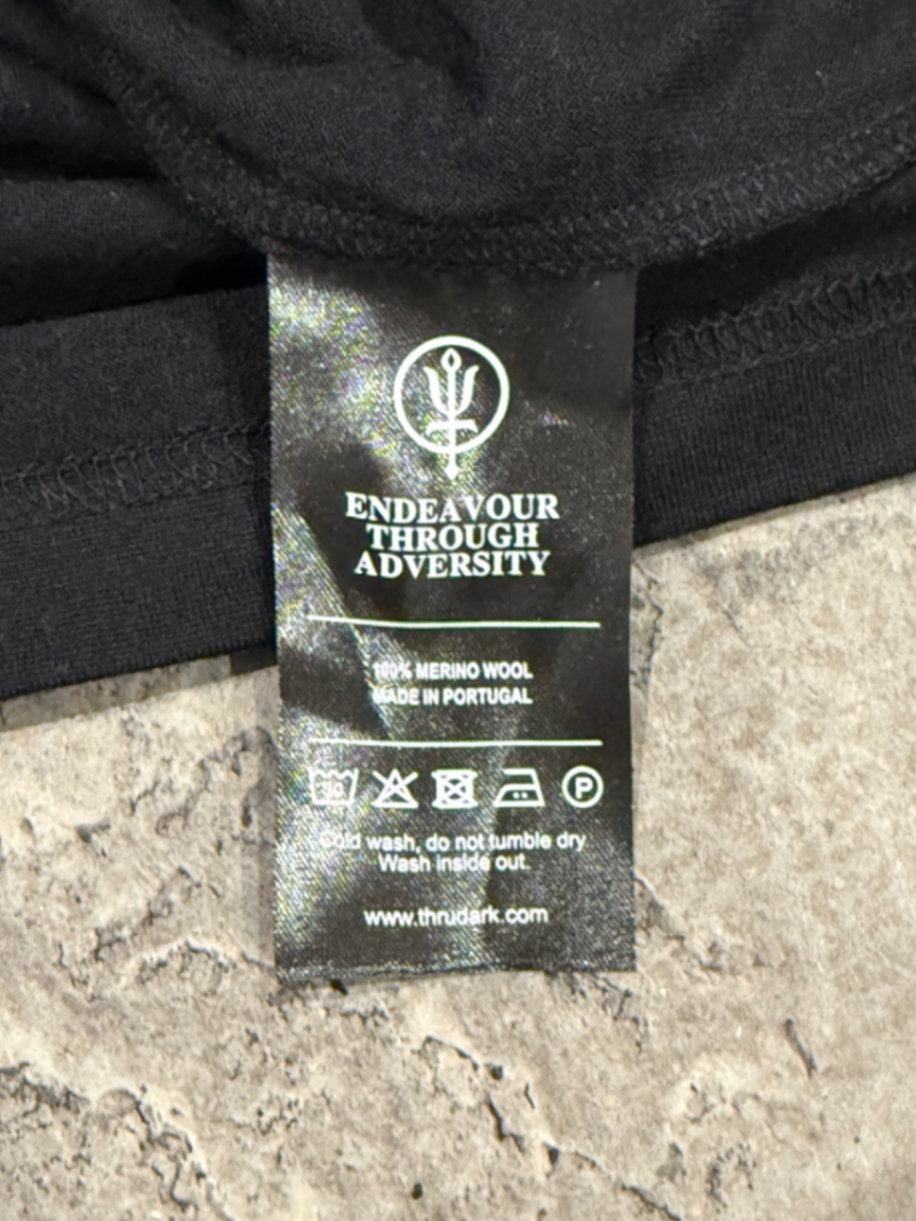 ENDEAVOUR
THROUGH
ADVERSITY
100% MERINO WOOL
MADE IN PORTUGAL
30
P
Cold wash, do not tumble dry
Wash inside out.
www.thrudark.com